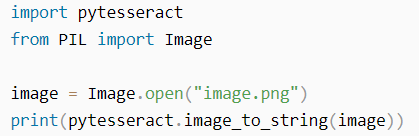 import pytesseract
from PIL import Image

image = Image.open("image.png")
print(pytesseract.image_to_string(image))